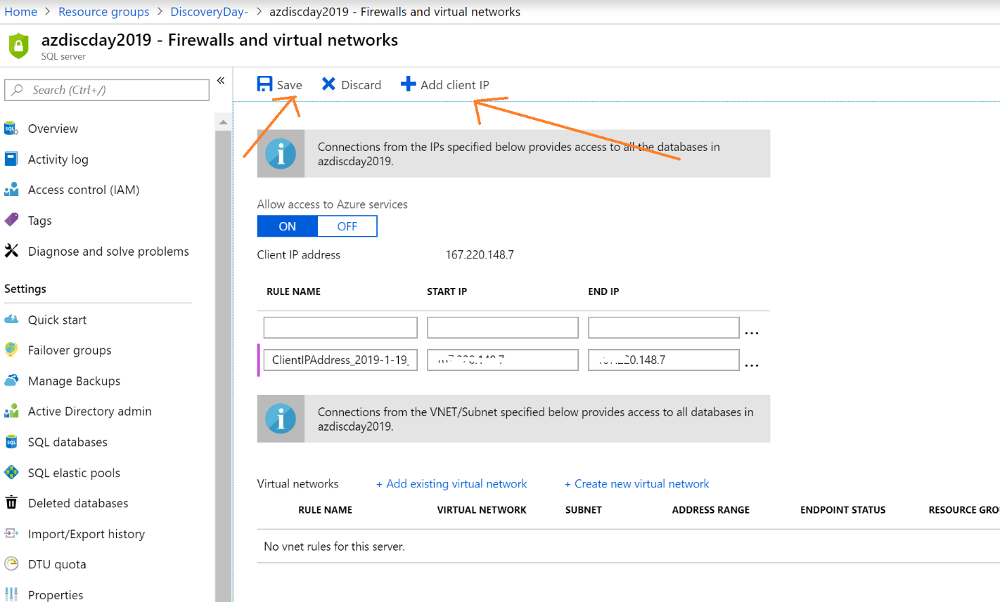 Home > Resource groups > DiscoveryDay- > azdiscday2019 - Firewalls and virtual networks
azdiscday2019 - Firewalls and virtual networks
SQL server
Search (Ctrl+/)
«
Overview
Activity log
Access control (IAM)
Tags
Diagnose and solve problems
Settings
Quick start
Failover groups
Manage Backups
Active Directory admin
SQL databases
SQL elastic pools
Deleted databases
Import/Export history
DTU quota
Properties
Save Discard Add client IP
Connections from the IPs specified below provides access to all the databases in
azdiscday2019.
Allow access to Azure services
ON OFF
Client IP address 167.220.148.7
RULE NAME START IP END IP
...
ClientIPAddress_2019-1-19_ ...
Connections from the VNET/Subnet specified below provides access to all databases in
azdiscday2019.
Virtual networks + Add existing virtual network + Create new virtual network
RULE NAME VIRTUAL NETWORK SUBNET ADDRESS RANGE ENDPOINT STATUS RESOURCE GRO
No vnet rules for this server.